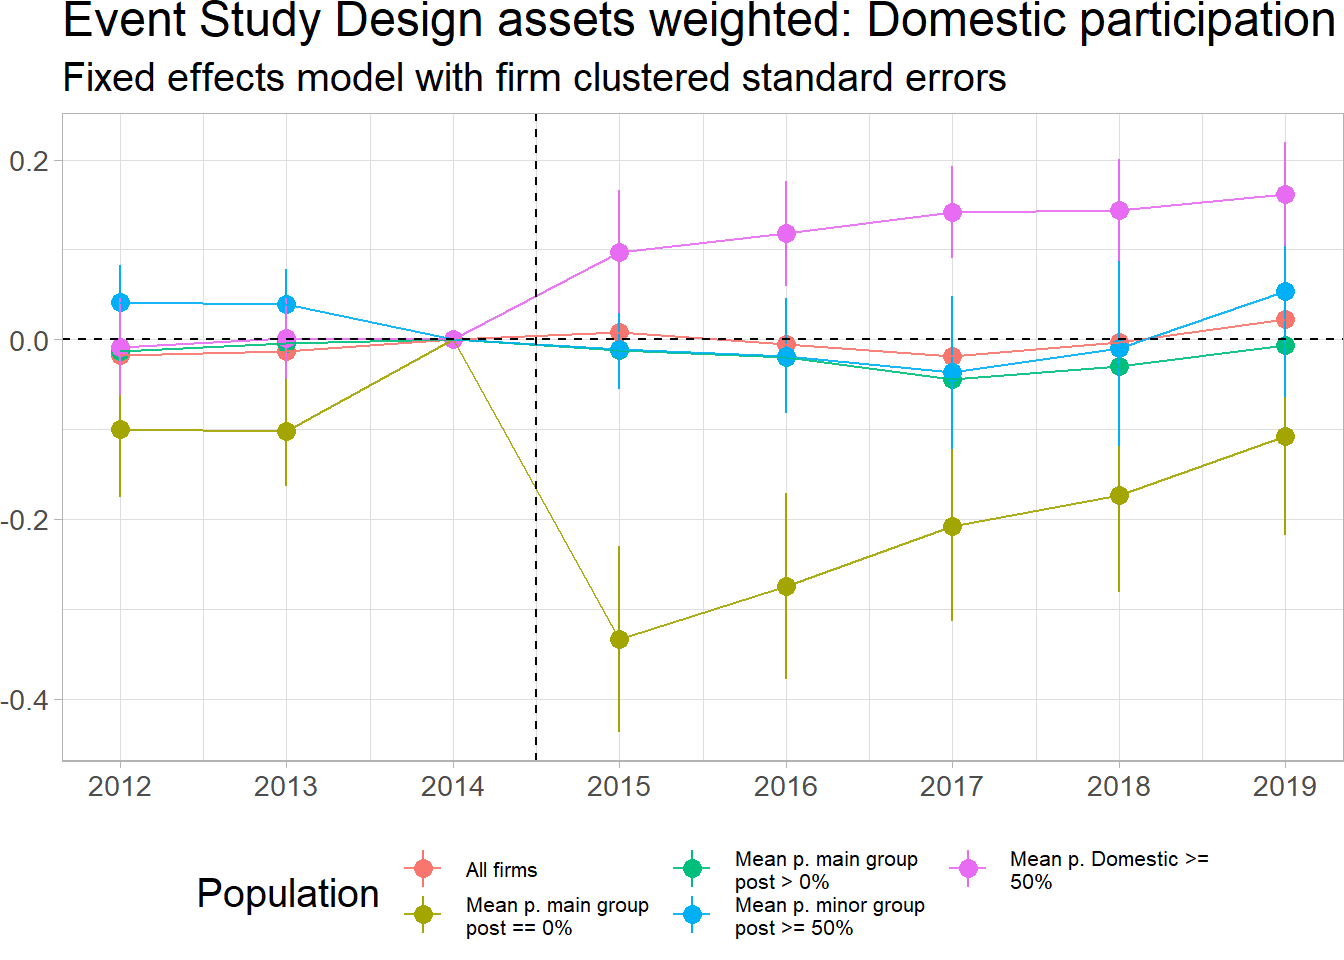 Event Study Design assets weighted: Domestic participation
Fixed effects model with firm clustered standard errors
0.2
0.0
-0.2
-0.4
2012 2013 2014 2015 2016 2017 2018 2019
Population
All firms
Mean p. main group
post == 0%
Mean p. main group
post > 0%
Mean p. minor group
post >= 50%
Mean p. Domestic >=
50%